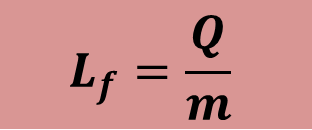 L_f = Q/m